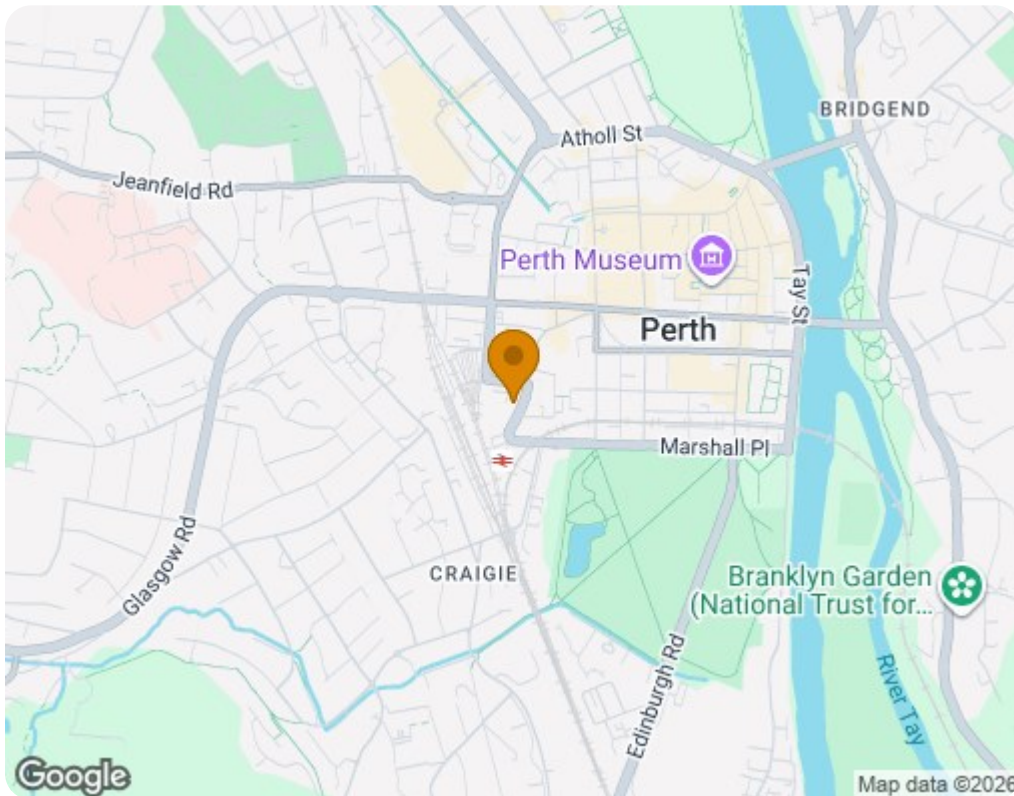 BRIDGEND
Atholl St
Jeanfield Rd
Perth Museum
Tay St
Perth
Marshall Pl
CRAIGIE
Glasgow Rd
Branklyn Garden
(National Trust for...
Edinburgh Rd
River Tay
Google
Map data ©2026